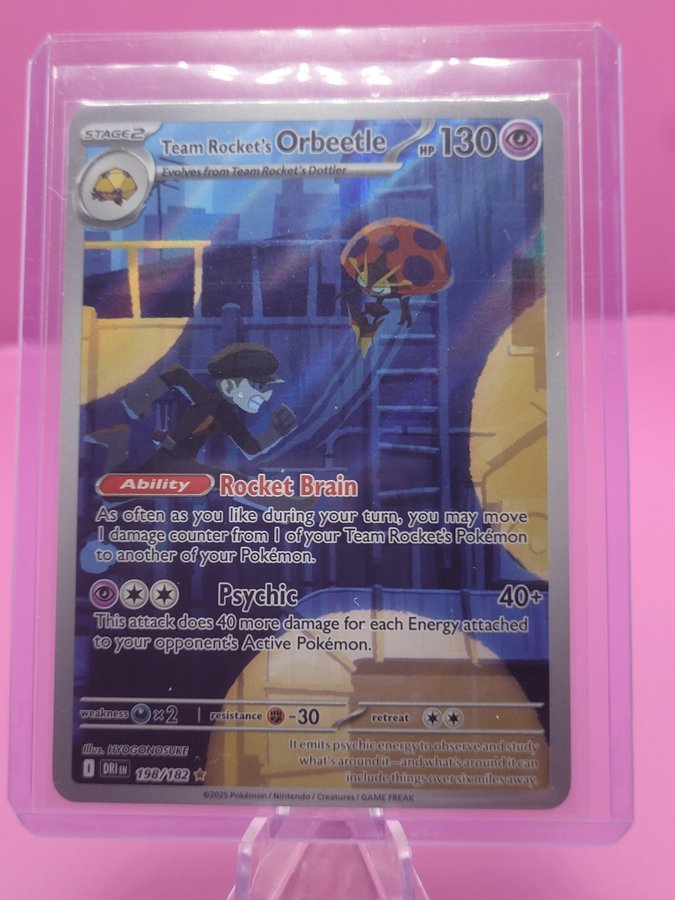 STAGE2
Team Rocket's Orbeetle HP 130
Evolves from Team Rocket's Dottler
Ability Rocket Brain
As often as you like during your turn, you may move
1 damage counter from 1 of your Team Rocket's Pokémon
to another of your Pokémon.
Psychic 40+
This attack does 40 more damage for each Energy attached
to your opponent's Active Pokémon.
weakness ×2 resistance -30 retreat
Illus. HYOGONOSUKE
It emits psychic energy to observe and study
what's around it—and what's around it can
include things over six miles away.
I DRI EN 198/182
©2025 Pokémon / Nintendo / Creatures / GAME FREAK